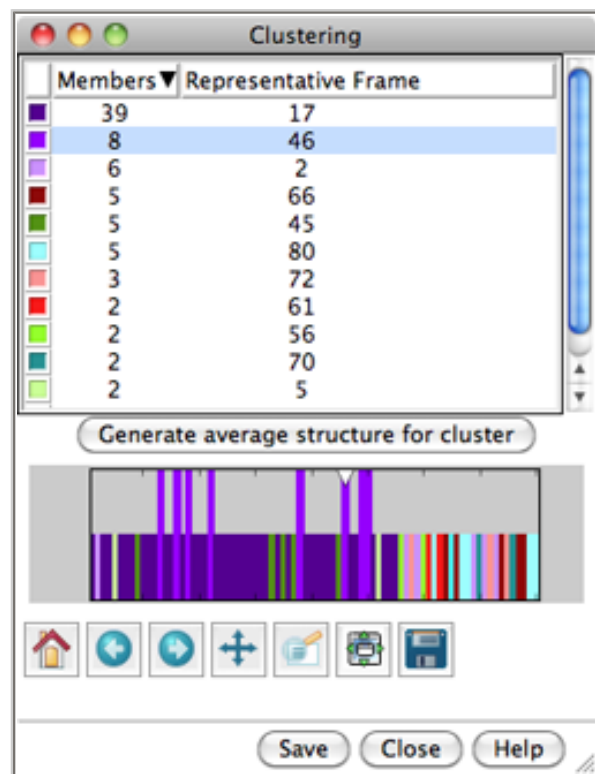 Clustering
Members▼ Representative Frame
39 17
8 46
6 2
5 66
5 45
5 80
3 72
2 61
2 56
2 70
2 5
Generate average structure for cluster
Save Close Help